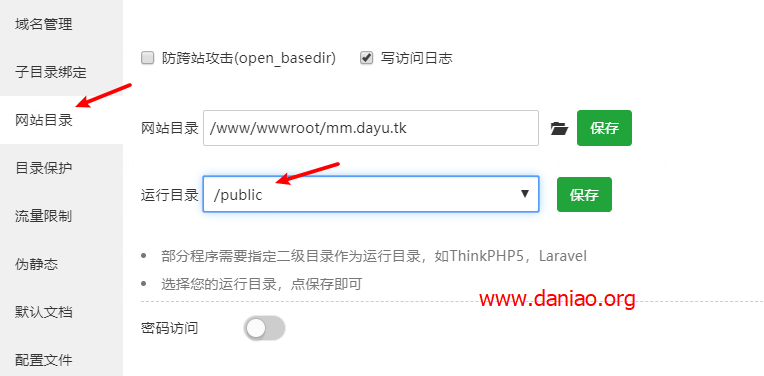 域名管理
子目录绑定
网站目录
目录保护
流量限制
伪静态
默认文档
配置文件
防跨站攻击(open_basedir) 写访问日志
网站目录 /www/wwwroot/mm.dayu.tk 保存
运行目录 /public 保存
部分程序需要指定二级目录作为运行目录，如ThinkPHP5，Laravel
选择您的运行目录，点保存即可
www.daniao.org
密码访问